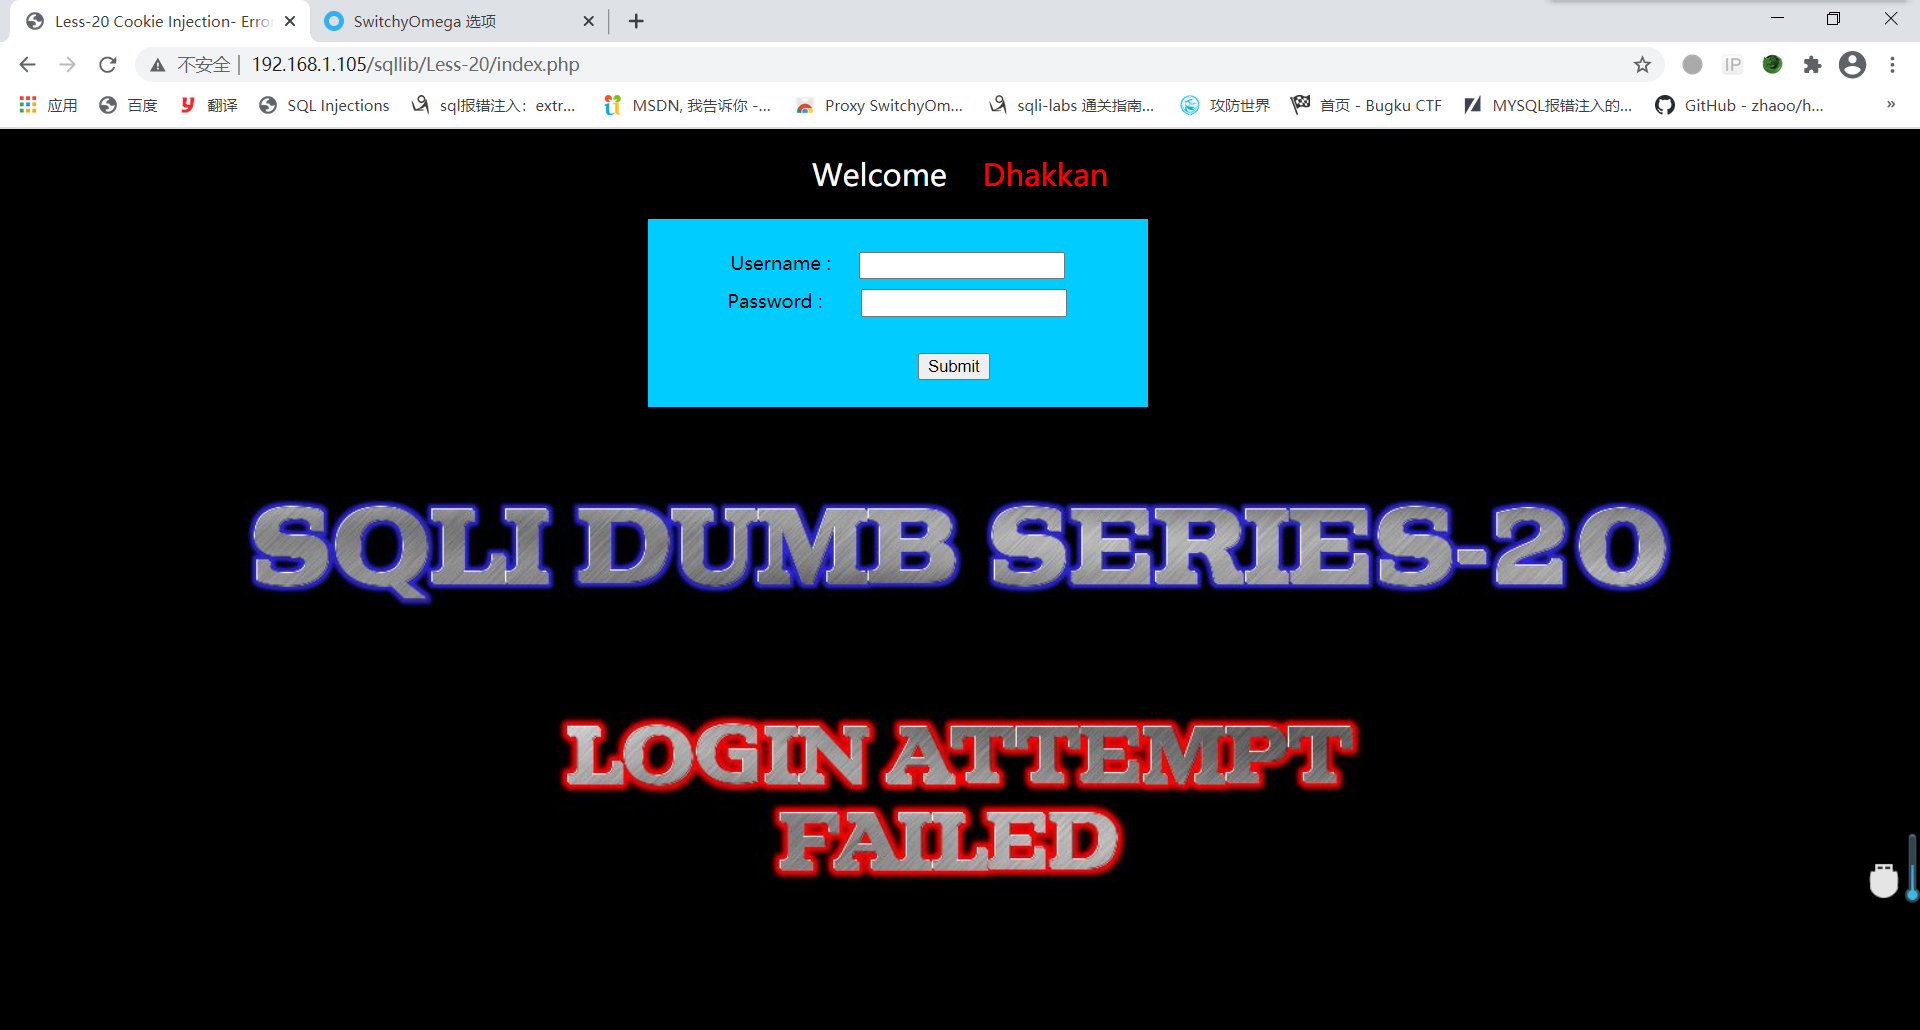 Less-20 Cookie Injection- Erro
SwitchyOmega 选项
不安全 | 192.168.1.105/sqllib/Less-20/index.php
IP
应用 百度 翻译 SQL Injections sql报错注入：extr... MSDN, 我告诉你 -... Proxy SwitchyOm... sqli-labs 通关指南... 攻防世界 首页 - Bugku CTF MYSQL报错注入的... GitHub - zhaoo/h... »
Welcome Dhakkan
Username :
Password :
Submit
SQLI DUMB SERIES-20
LOGIN ATTEMPT
FAILED